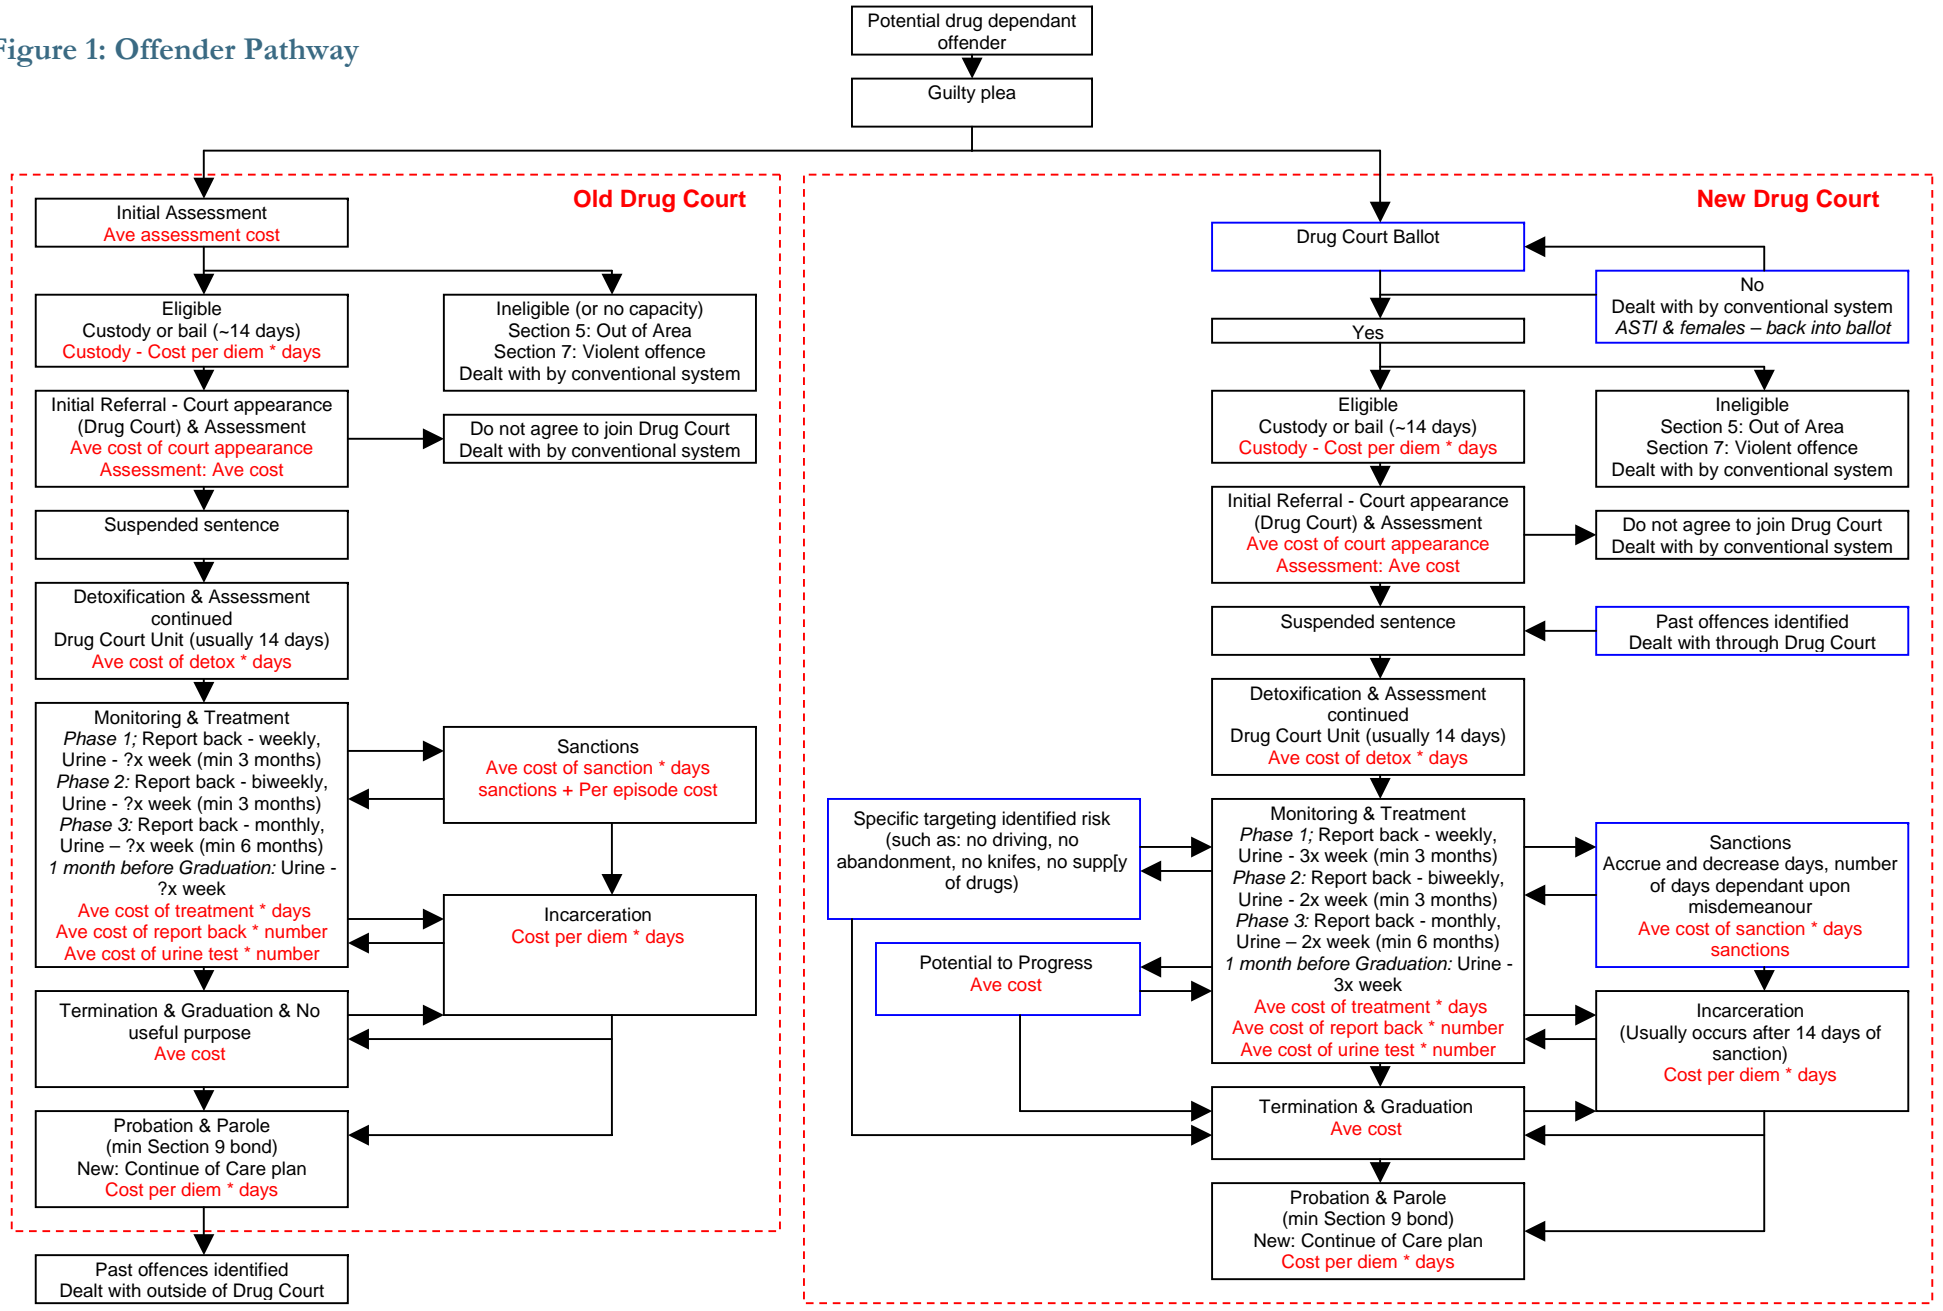 Figure 1: Offender Pathway
Potential drug dependant
offender
Guilty plea
Old Drug Court
Initial Assessment
Ave assessment cost
Eligible
Custody or bail (~14 days)
Custody - Cost per diem * days
Ineligible (or no capacity)
Section 5: Out of Area
Section 7: Violent offence
Dealt with by conventional system
Initial Referral - Court appearance
(Drug Court) & Assessment
Ave cost of court appearance
Assessment: Ave cost
Do not agree to join Drug Court
Dealt with by conventional system
Suspended sentence
Detoxification & Assessment
continued
Drug Court Unit (usually 14 days)
Ave cost of detox * days
Monitoring & Treatment
Phase 1; Report back - weekly,
Urine - ?x week (min 3 months)
Phase 2: Report back - biweekly,
Urine - ?x week (min 3 months)
Phase 3: Report back - monthly,
Urine – ?x week (min 6 months)
1 month before Graduation: Urine -
?x week
Ave cost of treatment * days
Ave cost of report back * number
Ave cost of urine test * number
Sanctions
Ave cost of sanction * days
sanctions + Per episode cost
Incarceration
Cost per diem * days
Termination & Graduation & No
useful purpose
Ave cost
Probation & Parole
(min Section 9 bond)
New: Continue of Care plan
Cost per diem * days
Past offences identified
Dealt with outside of Drug Court
New Drug Court
Drug Court Ballot
No
Dealt with by conventional system
ASTI & females – back into ballot
Yes
Eligible
Custody or bail (~14 days)
Custody - Cost per diem * days
Ineligible
Section 5: Out of Area
Section 7: Violent offence
Dealt with by conventional system
Initial Referral - Court appearance
(Drug Court) & Assessment
Ave cost of court appearance
Assessment: Ave cost
Do not agree to join Drug Court
Dealt with by conventional system
Suspended sentence
Past offences identified
Dealt with through Drug Court
Detoxification & Assessment
continued
Drug Court Unit (usually 14 days)
Ave cost of detox * days
Specific targeting identified risk
(such as: no driving, no
abandonment, no knifes, no supp[y
of drugs)
Potential to Progress
Ave cost
Monitoring & Treatment
Phase 1; Report back - weekly,
Urine - 3x week (min 3 months)
Phase 2: Report back - biweekly,
Urine - 2x week (min 3 months)
Phase 3: Report back - monthly,
Urine – 2x week (min 6 months)
1 month before Graduation: Urine -
3x week
Ave cost of treatment * days
Ave cost of report back * number
Ave cost of urine test * number
Sanctions
Accrue and decrease days, number
of days dependant upon
misdemeanour
Ave cost of sanction * days
sanctions
Incarceration
(Usually occurs after 14 days of
sanction)
Cost per diem * days
Termination & Graduation
Ave cost
Probation & Parole
(min Section 9 bond)
New: Continue of Care plan
Cost per diem * days